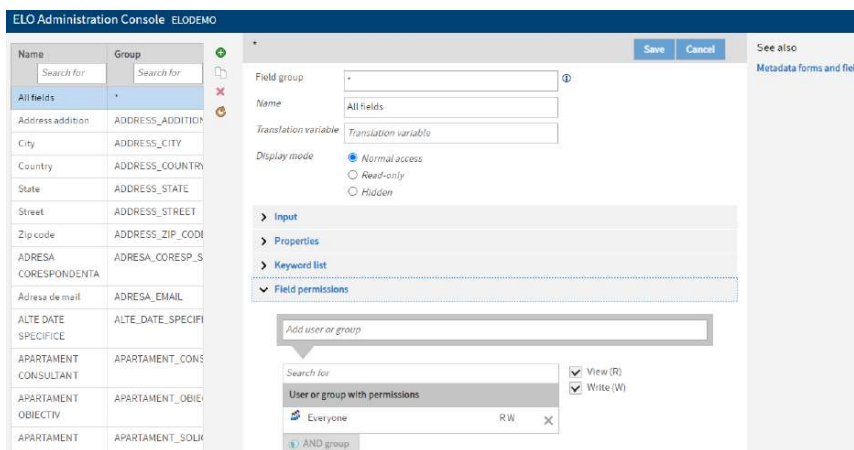 ELO Administration Console ELODEMO
Name Group
Search for Search for
All fields *
Address addition ADDRESS_ADDITION
City ADDRESS_CITY
Country ADDRESS_COUNTRY
State ADDRESS_STATE
Street ADDRESS_STREET
Zip code ADDRESS_ZIP_CODE
ADRESA CORESP_S
CORESPONDENTA
Adresa de mail ADRESA_EMAIL
ALTE DATE ALTE_DATE_SPECIFI
SPECIFICE
APARTAMENT APARTAMENT_CONS
CONSULTANT
APARTAMENT APARTAMENT_OBIE
OBIECTIV
APARTAMENT APARTAMENT_SOLI
*
Save Cancel
Field group *
Name All fields
Translation variable Translation variable
Display mode Normal access
Read-only
Hidden
Input
Properties
Keyword list
Field permissions
Add user or group
Search for
User or group with permissions
Everyone R W
AND group
View (R)
Write (W)
See also
Metadata forms and fiel